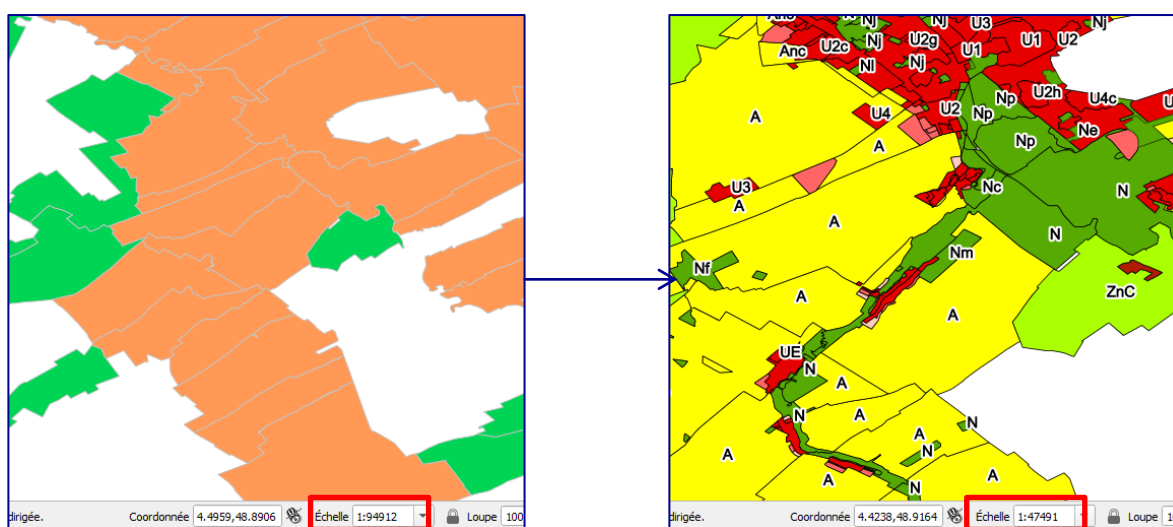 dirigée. Coordonnée 4.4959,48.8906 Échelle 1:94912 Loupe 100
Anc U2c Nj U2g U3 U1 U1 U2 Nj
Nl Nj
A U4 U2 Np Np U2h U4c
Np Ne
A
U3 Nc N
A
A N
Nf Nm
ZnC
A A
UE
N
A
N A
A N
A N A
A N
dirigée. Coordonnée 4.4238,48.9164 Échelle 1:47491 Loupe 1